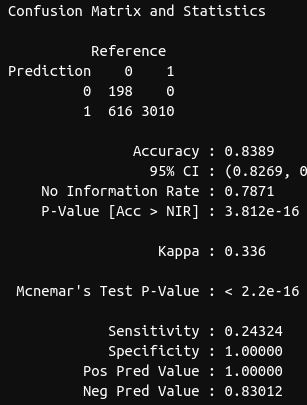 Confusion Matrix and Statistics
Reference
Prediction 0 1
0 198 0
1 616 3010
Accuracy : 0.8389
95% CI : (0.8269, 0
No Information Rate : 0.7871
P-Value [Acc > NIR] : 3.812e-16
Kappa : 0.336
Mcnemar's Test P-Value : < 2.2e-16
Sensitivity : 0.24324
Specificity : 1.00000
Pos Pred Value : 1.00000
Neg Pred Value : 0.83012